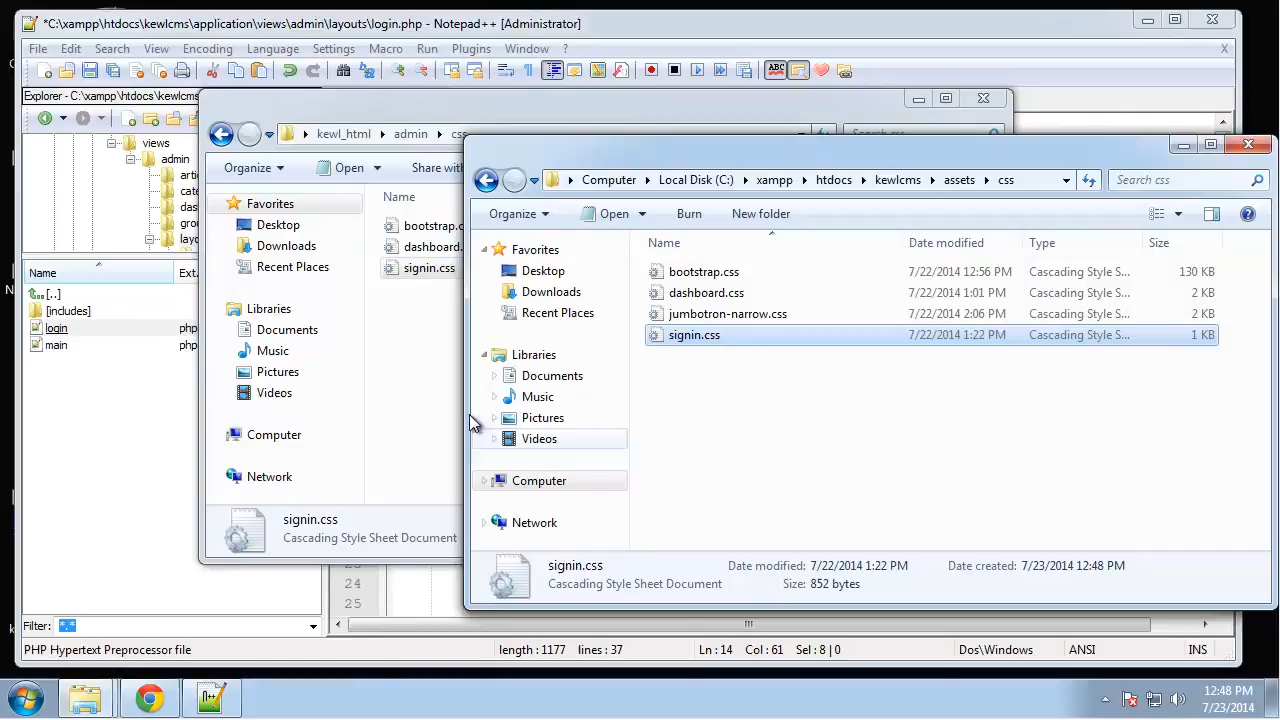 *C:\xampp\htdocs\kewlcms\application\views\admin\layouts\login.php - Notepad++ [Administrator]
File Edit Search View Encoding Language Settings Macro Run Plugins Window ? X
Explorer - C:\xampp\htdocs\kewlcms
views
admin
Name Ext.
[..]
[includes]
login php
main php
Filter: *.*
kewl_html admin css
Organize Open Share with
Favorites
Desktop
Downloads
Recent Places
Libraries
Documents
Music
Pictures
Videos
Computer
Network
Name
bootstrap.c
dashboard.
signin.css
signin.css
Cascading Style Sheet Document
Computer Local Disk (C:) xampp htdocs kewlcms assets css Search css
Organize Open Burn New folder
Favorites
Desktop
Downloads
Recent Places
Libraries
Documents
Music
Pictures
Videos
Computer
Network
Name Date modified Type Size
bootstrap.css 7/22/2014 12:56 PM Cascading Style S... 130 KB
dashboard.css 7/22/2014 1:01 PM Cascading Style S... 2 KB
jumbotron-narrow.css 7/22/2014 2:06 PM Cascading Style S... 2 KB
signin.css 7/22/2014 1:22 PM Cascading Style S... 1 KB
signin.css Date modified: 7/22/2014 1:22 PM Date created: 7/23/2014 12:48 PM
Cascading Style Sheet Document Size: 852 bytes
24
25
PHP Hypertext Preprocessor file length : 1177 lines : 37 Ln : 14 Col : 61 Sel : 8 | 0 Dos\Windows ANSI INS
12:48 PM
7/23/2014